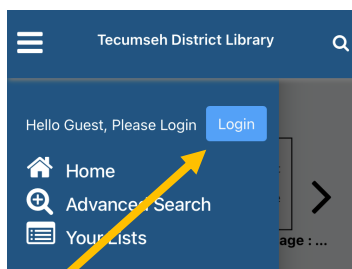 Tecumseh District Library
Hello Guest, Please Login Login
Home
Advanced Search
Your Lists
age : ...